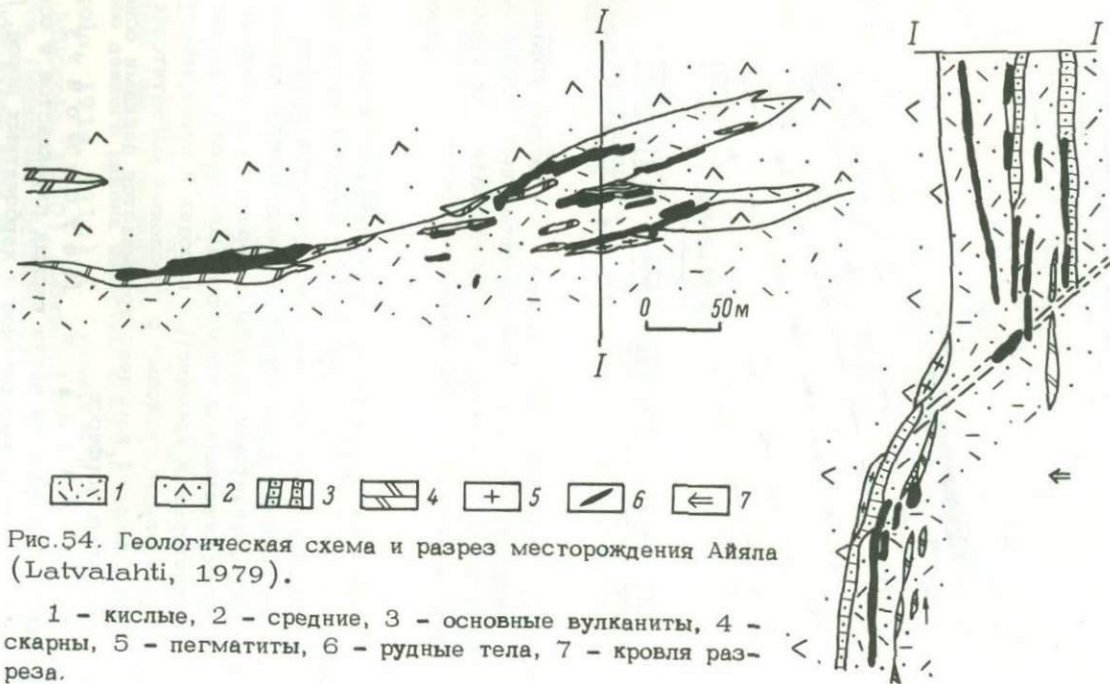 I
I I
0 50 м
I
1 2 3 4 5 6 7
Рис.54. Геологическая схема и разрез месторождения Айяла
(Latvalahti, 1979).
1 - кислые, 2 - средние, 3 - основные вулканиты, 4 -
скарны, 5 - пегматиты, 6 - рудные тела, 7 - кровля раз-
реза.